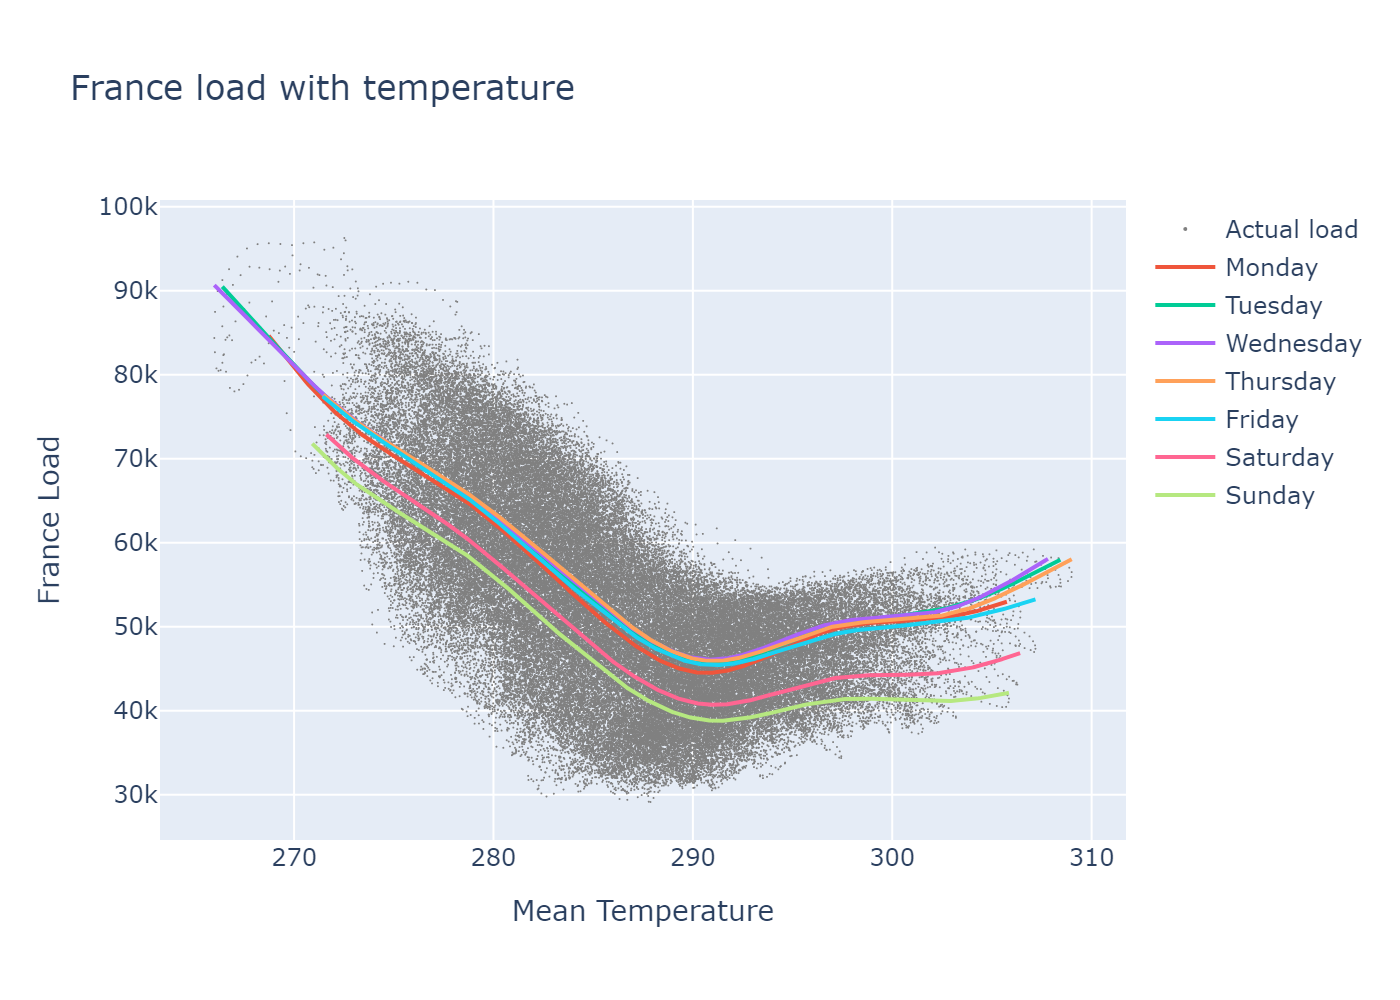 France load with temperature
100k
90k
80k
70k
60k
50k
40k
30k
France Load
270
280
290
300
310
Mean Temperature
Actual load
Monday
Tuesday
Wednesday
Thursday
Friday
Saturday
Sunday